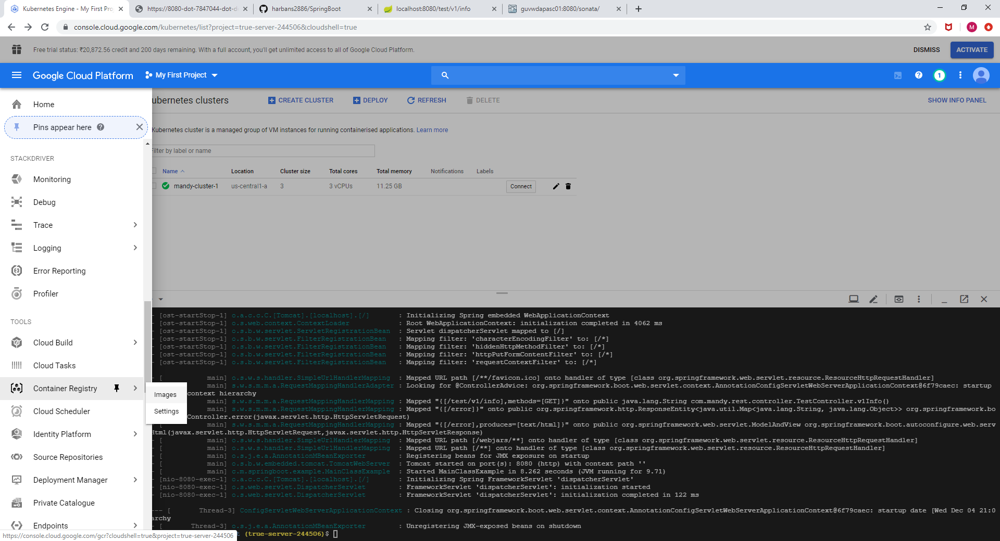 Kubernetes Engine - My First Pro
https://8080-dot-7847044-dot-d
harbans2886/SpringBoot
localhost:8080/test/v1/info
guvwdapasc01:8080/sonata/
console.cloud.google.com/kubernetes/list?project=true-server-244506&cloudshell=true
M
Free trial status: ₹20,872.56 credit and 200 days remaining. With a full account, you'll get unlimited access to all of Google Cloud Platform.
DISMISS
ACTIVATE
Google Cloud Platform
My First Project
1
Home
Pins appear here
STACKDRIVER
Monitoring
Debug
Trace
Logging
Error Reporting
Profiler
TOOLS
Cloud Build
Cloud Tasks
Container Registry
Cloud Scheduler
Identity Platform
Source Repositories
Deployment Manager
Private Catalogue
Endpoints
Images
Settings
https://console.cloud.google.com/gcr?cloudshell=true&project=true-server-244506
ubernetes clusters
CREATE CLUSTER
DEPLOY
REFRESH
DELETE
SHOW INFO PANEL
Kubernetes cluster is a managed group of VM instances for running containerised applications. Learn more
ilter by label or name
Name Location Cluster size Total cores Total memory Notifications Labels
mandy-cluster-1 us-central1-a 3 3 vCPUs 11.25 GB Connect
- [ost-startStop-1] o.a.c.c.C.[Tomcat].[localhost].[/] : Initializing Spring embedded WebApplicationContext
- [ost-startStop-1] o.s.web.context.ContextLoader : Root WebApplicationContext: initialization completed in 4062 ms
- [ost-startStop-1] o.s.b.w.servlet.ServletRegistrationBean : Servlet dispatcherServlet mapped to [/]
- [ost-startStop-1] o.s.b.w.servlet.FilterRegistrationBean : Mapping filter: 'characterEncodingFilter' to: [/*]
- [ost-startStop-1] o.s.b.w.servlet.FilterRegistrationBean : Mapping filter: 'hiddenHttpMethodFilter' to: [/*]
- [ost-startStop-1] o.s.b.w.servlet.FilterRegistrationBean : Mapping filter: 'httpPutFormContentFilter' to: [/*]
- [ost-startStop-1] o.s.b.w.servlet.FilterRegistrationBean : Mapping filter: 'requestContextFilter' to: [/*]
- [ main] o.s.w.s.handler.SimpleUrlHandlerMapping : Mapped URL path [/**/favicon.ico] onto handler of type [class org.springframework.web.servlet.resource.ResourceHttpRequestHandler]
main] s.w.s.m.m.a.RequestMappingHandlerAdapter : Looking for @ControllerAdvice: org.springframework.boot.web.servlet.context.AnnotationConfigServletWebServerApplicationContext@6f79caec: startup
context hierarchy
main] s.w.s.m.m.a.RequestMappingHandlerMapping : Mapped "{[/test/v1/info],methods=[GET]}" onto public java.lang.String com.mandy.rest.controller.TestController.v1Info()
main] s.w.s.m.m.a.RequestMappingHandlerMapping : Mapped "{[/error]}" onto public org.springframework.http.ResponseEntity<java.util.Map<java.lang.String, java.lang.Object>> org.springframework.bo
Controller.error(javax.servlet.http.HttpServletRequest)
- [ main] s.w.s.m.m.a.RequestMappingHandlerMapping : Mapped "{[/error],produces=[text/html]}" onto public org.springframework.web.servlet.ModelAndView org.springframework.boot.autoconfigure.web.serv
Html(javax.servlet.http.HttpServletRequest,javax.servlet.http.HttpServletResponse)
- [ main] o.s.w.s.handler.SimpleUrlHandlerMapping : Mapped URL path [/webjars/**] onto handler of type [class org.springframework.web.servlet.resource.ResourceHttpRequestHandler]
- [ main] o.s.w.s.handler.SimpleUrlHandlerMapping : Mapped URL path [/**] onto handler of type [class org.springframework.web.servlet.resource.ResourceHttpRequestHandler]
- [ main] o.s.j.e.a.AnnotationMBeanExporter : Registering beans for JMX exposure on startup
- [ main] o.s.b.w.embedded.tomcat.TomcatWebServer : Tomcat started on port(s): 8080 (http) with context path ''
- [ main] c.m.springboot.example.MainClassExample : Started MainClassExample in 8.262 seconds (JVM running for 9.71)
- [nio-8080-exec-1] o.a.c.c.C.[Tomcat].[localhost].[/] : Initializing Spring FrameworkServlet 'dispatcherServlet'
- [nio-8080-exec-1] o.s.web.servlet.DispatcherServlet : FrameworkServlet 'dispatcherServlet': initialization started
- [nio-8080-exec-1] o.s.web.servlet.DispatcherServlet : FrameworkServlet 'dispatcherServlet': initialization completed in 122 ms
--- [ Thread-3] ConfigServletWebServerApplicationContext : Closing org.springframework.boot.web.servlet.context.AnnotationConfigServletWebServerApplicationContext@6f79caec: startup date [Wed Dec 04 21:0
archy
- [ Thread-3] o.s.j.e.a.AnnotationMBeanExporter : Unregistering JMX-exposed beans on shutdown
t (true-server-244506)$